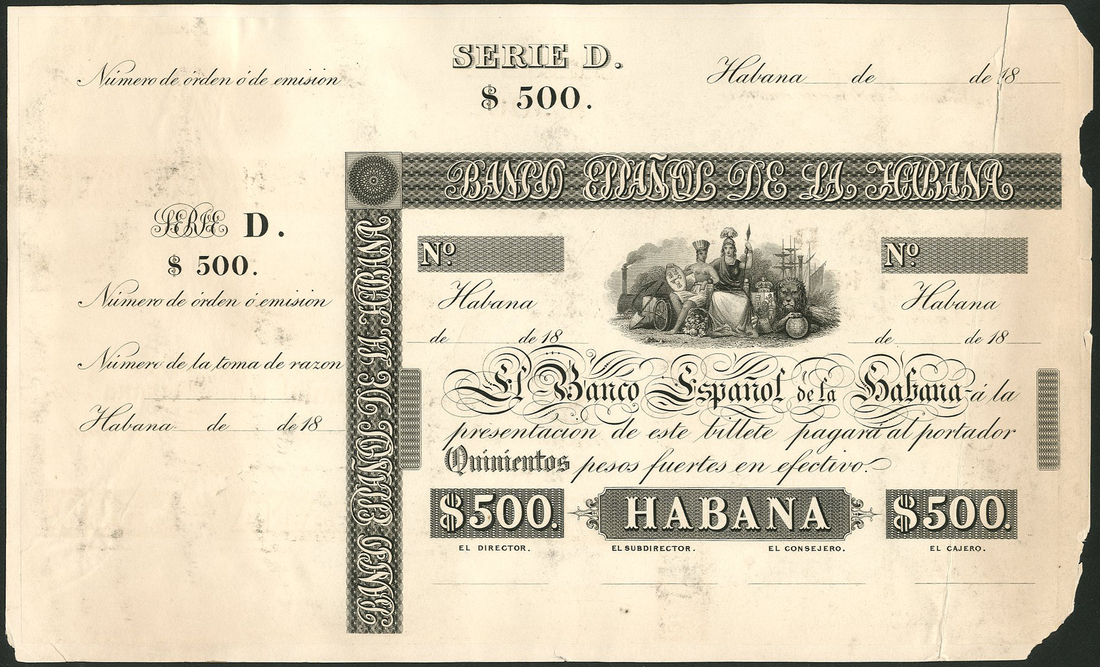 SERIE D.
$ 500.
Número de órden ó de emision
Habana de de 18
BANCO ESPAÑOL DE LA HABANA
BANCO ESPAÑOL DE LA HABANA
SERIE D.
$ 500.
Número de órden ó emision
Número de la toma de razon
Habana de de 18
Nº Nº
Habana Habana
de de 18 de de 18
El Banco Español de la Habana á la
presentacion de este billete pagará al portador
Quinientos pesos fuertes en efectivo.
$500. HABANA $500.
EL DIRECTOR. EL SUBDIRECTOR. EL CONSEJERO. EL CAJERO.